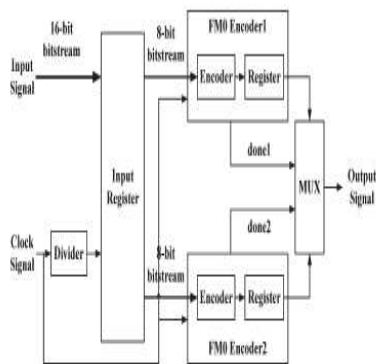 16-bit
bitstream
8-bit
bitstream
FM0 Encoder1
Input
Signal
Encoder
Register
done1
Input
Register
MUX
Output
Signal
Clock
Signal
Divider
done2
8-bit
bitstream
Encoder
Register
FM0 Encoder2